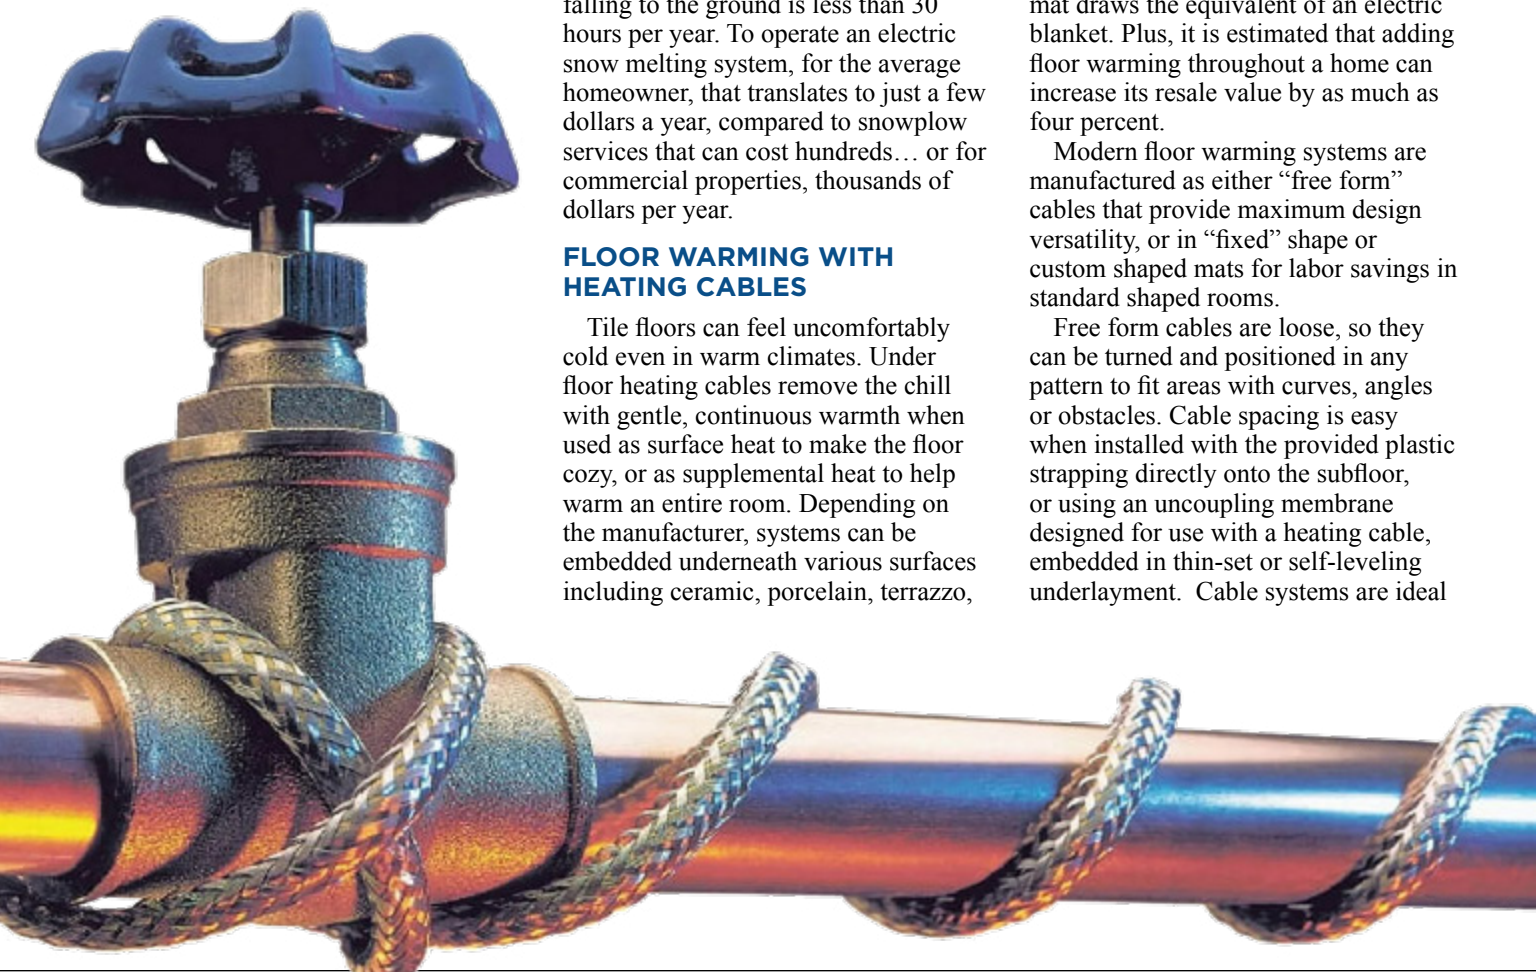 falling to the ground is less than 30
hours per year. To operate an electric
snow melting system, for the average
homeowner, that translates to just a few
dollars a year, compared to snowplow
services that can cost hundreds… or for
commercial properties, thousands of
dollars per year.
FLOOR WARMING WITH
HEATING CABLES
Tile floors can feel uncomfortably
cold even in warm climates. Under
floor heating cables remove the chill
with gentle, continuous warmth when
used as surface heat to make the floor
cozy, or as supplemental heat to help
warm an entire room. Depending on
the manufacturer, systems can be
embedded underneath various surfaces
including ceramic, porcelain, terrazzo,
mat draws the equivalent of an electric
blanket. Plus, it is estimated that adding
floor warming throughout a home can
increase its resale value by as much as
four percent.
Modern floor warming systems are
manufactured as either “free form”
cables that provide maximum design
versatility, or in “fixed” shape or
custom shaped mats for labor savings in
standard shaped rooms.
Free form cables are loose, so they
can be turned and positioned in any
pattern to fit areas with curves, angles
or obstacles. Cable spacing is easy
when installed with the provided plastic
strapping directly onto the subfloor,
or using an uncoupling membrane
designed for use with a heating cable,
embedded in thin-set or self-leveling
underlayment.  Cable systems are ideal